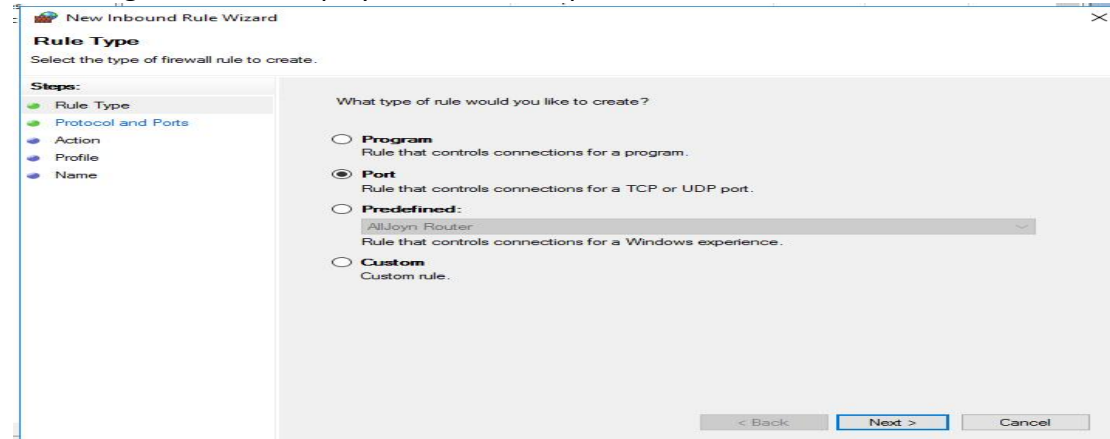 New Inbound Rule Wizard
Rule Type
Select the type of firewall rule to create.
Steps:
Rule Type
Protocol and Ports
Action
Profile
Name
What type of rule would you like to create?
Program
Rule that controls connections for a program.
Port
Rule that controls connections for a TCP or UDP port.
Predefined:
AllJoyn Router
Rule that controls connections for a Windows experience.
Custom
Custom rule.
< Back
Next >
Cancel